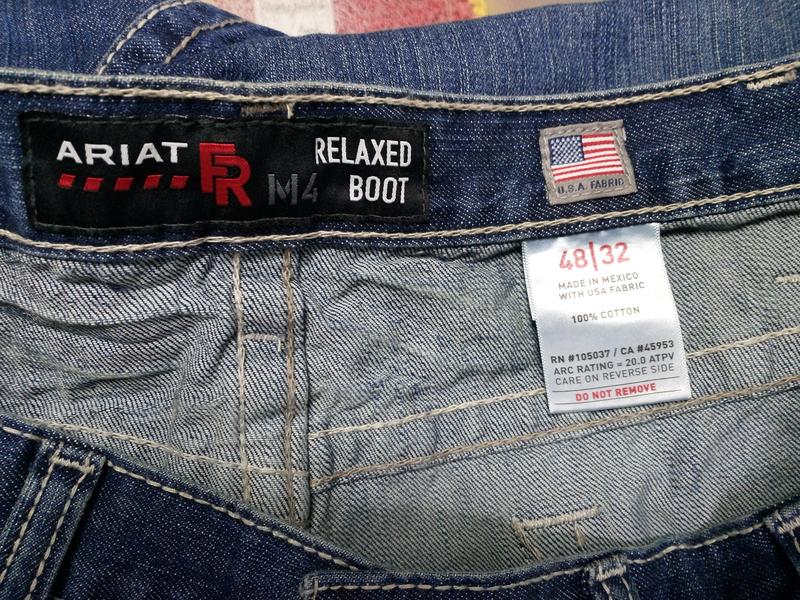 ARIAT FR M4 RELAXED
BOOT
U.S.A. FABRIC
48|32
MADE IN MEXICO
WITH USA FABRIC
100% COTTON
RN #105037 / CA #45953
ARC RATING = 20.0 ATPV
CARE ON REVERSE SIDE
DO NOT REMOVE